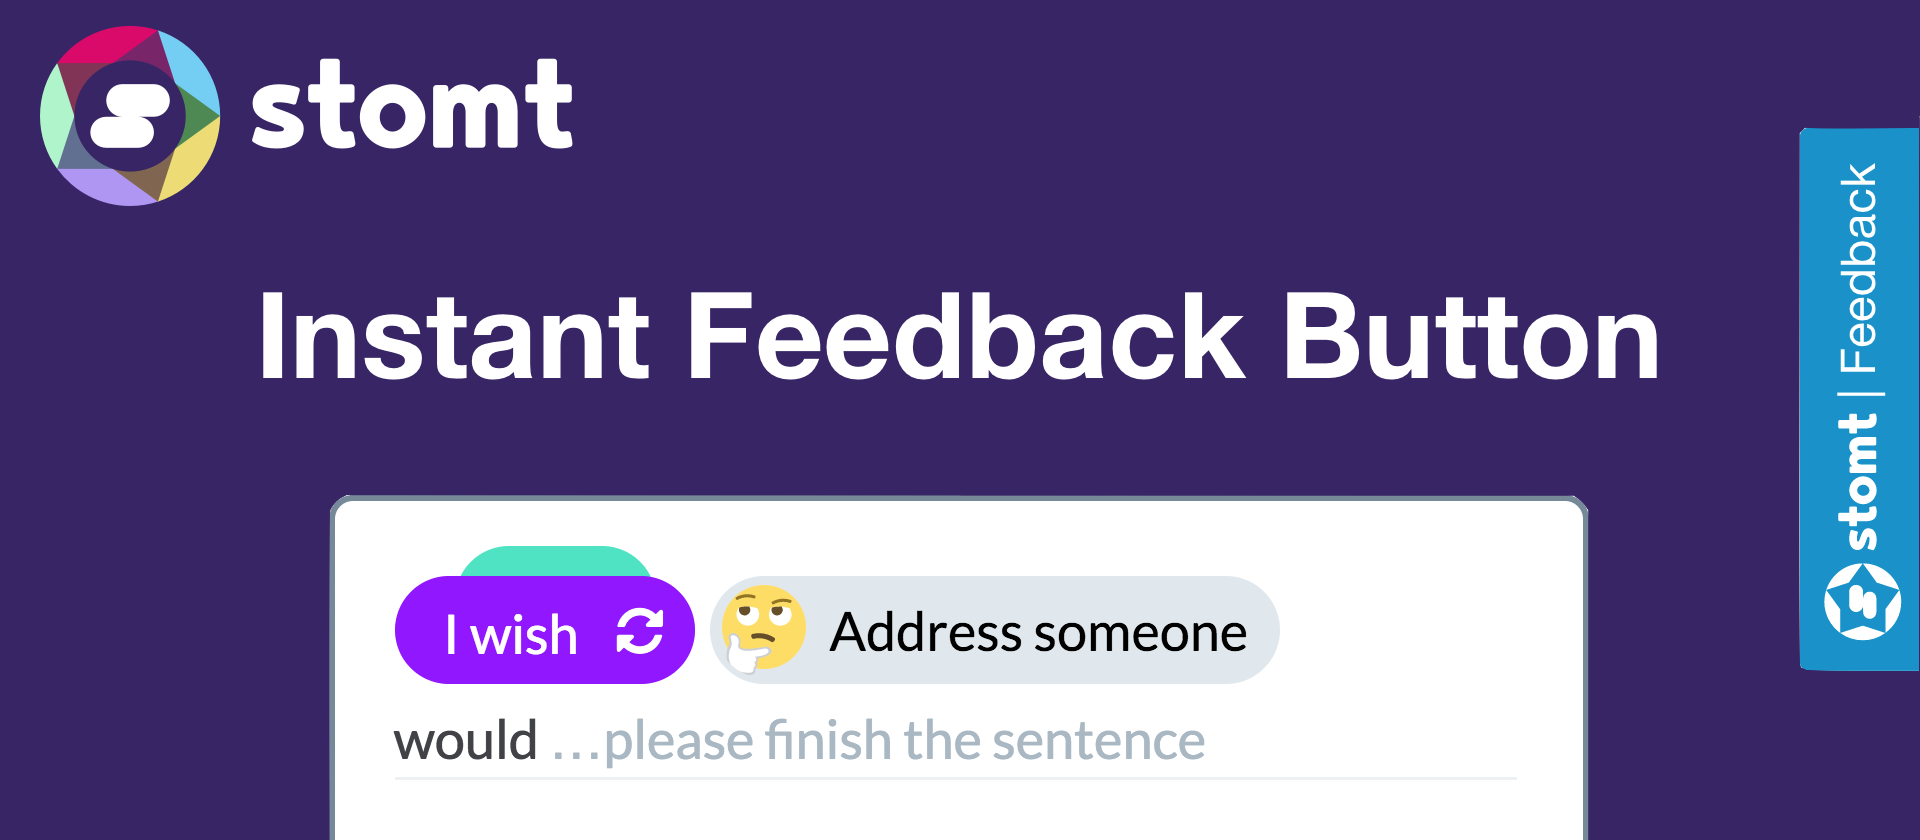 stomt
Instant Feedback Button
I wish
Address someone
would ...please finish the sentence
stomt | Feedback